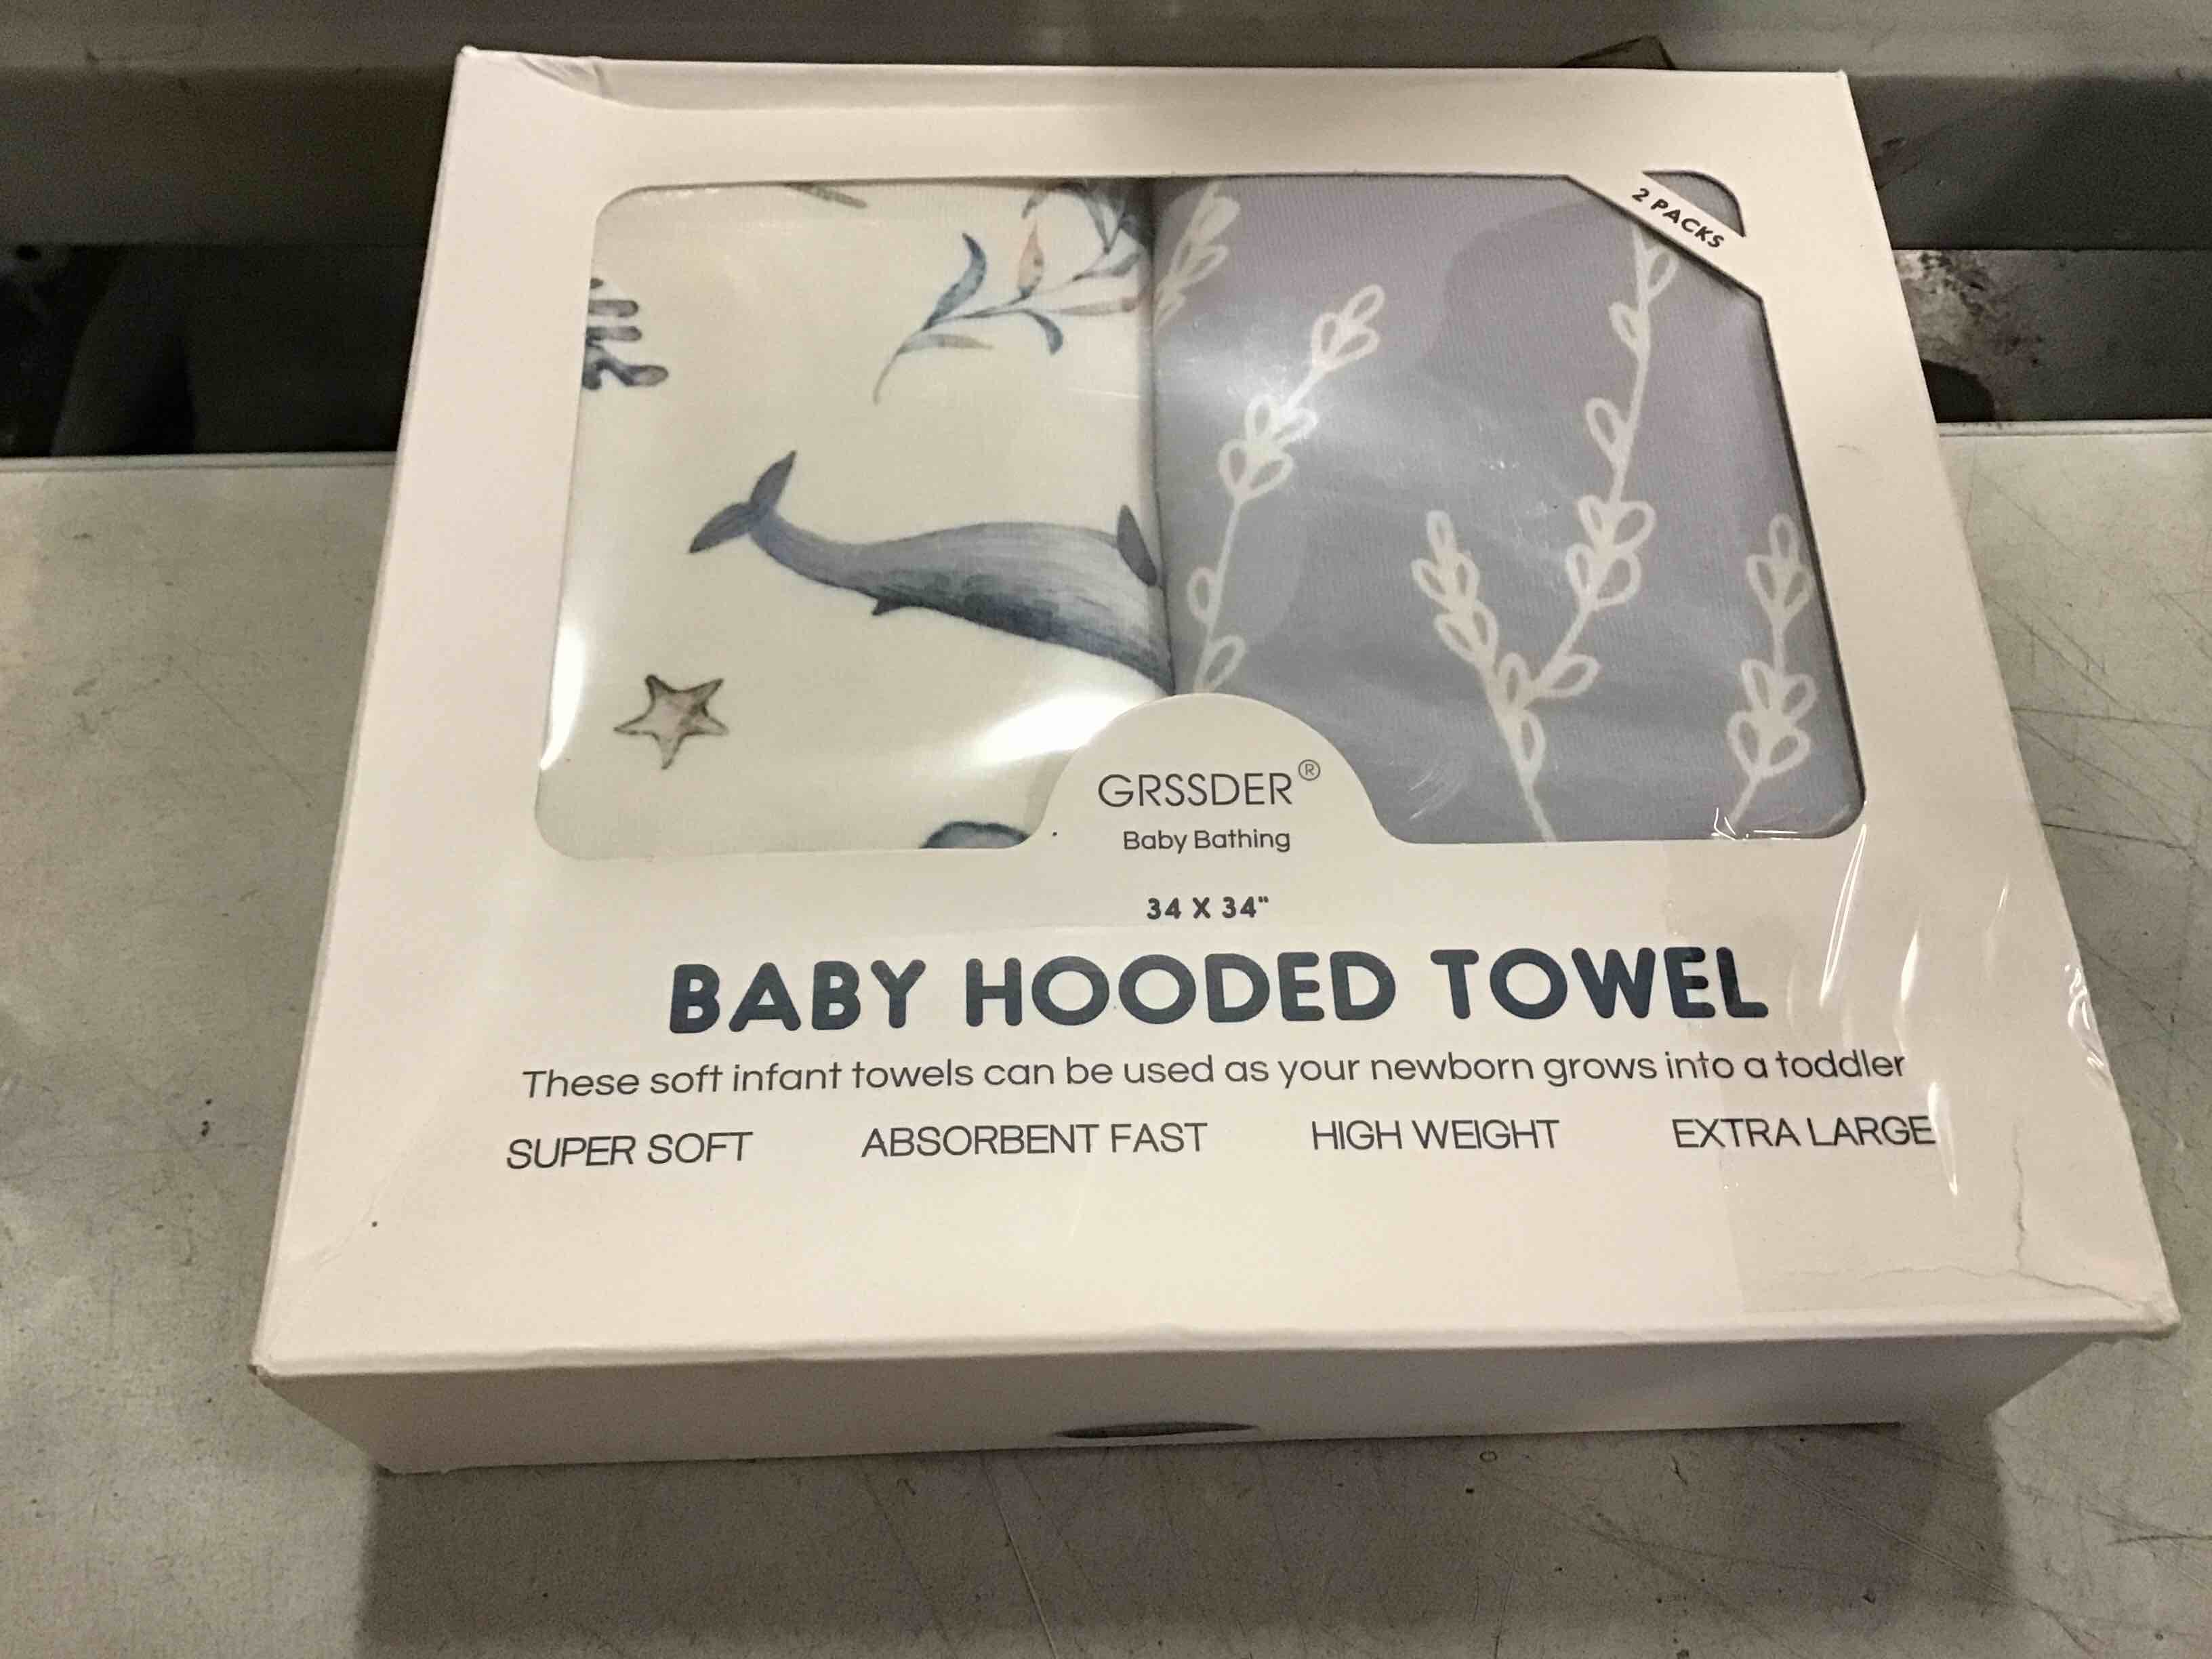 2 PACKS
GRSSDER®
Baby Bathing
34 X 34"
BABY HOODED TOWEL
These soft infant towels can be used as your newborn grows into a toddler
SUPER SOFT ABSORBENT FAST HIGH WEIGHT EXTRA LARGE